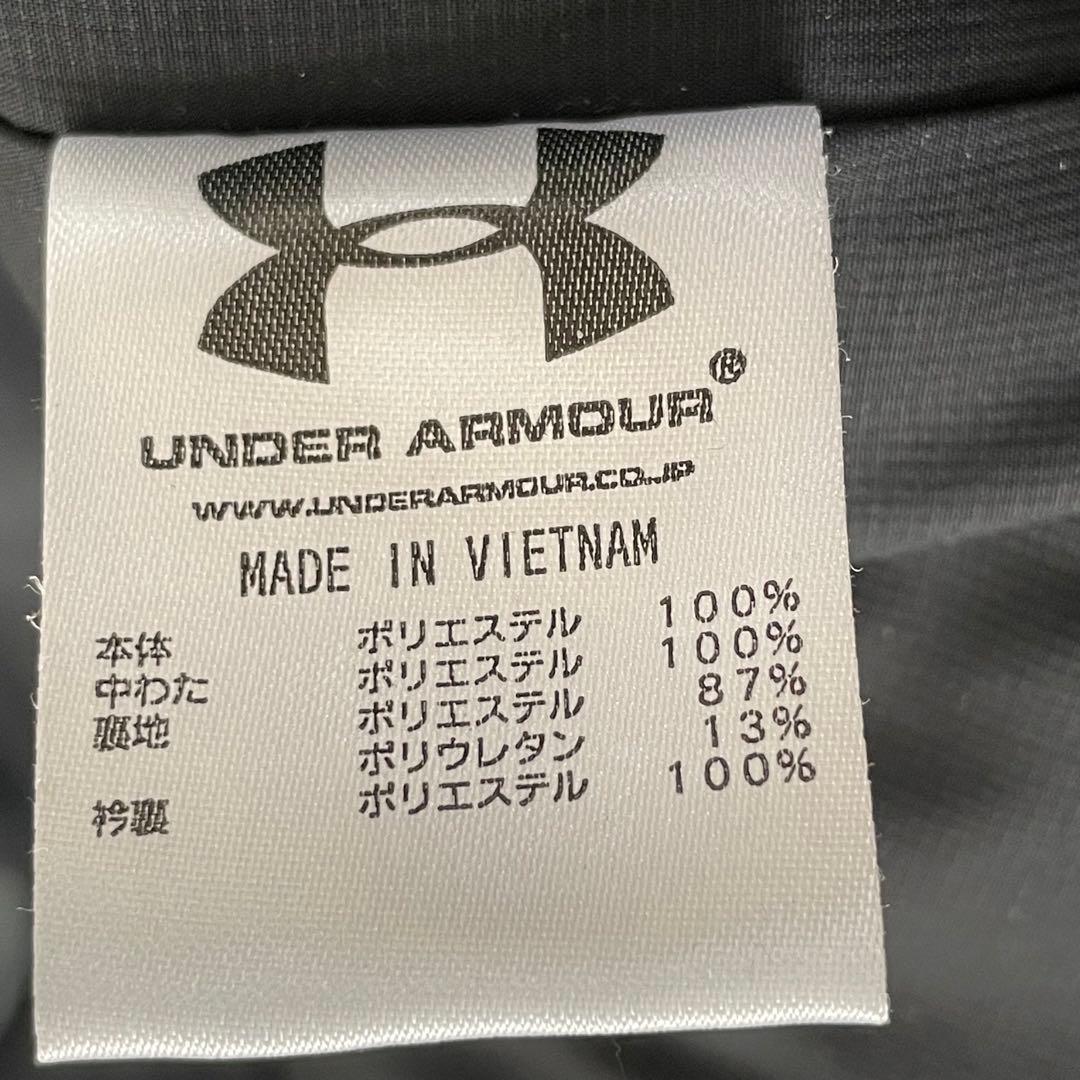 UNDER ARMOUR®
WWW.UNDERARMOUR.CO.JP
MADE IN VIETNAM
本体 ポリエステル 100%
中わた ポリエステル 100%
裏地 ポリエステル 87%
ポリウレタン 13%
衿裏 ポリエステル 100%